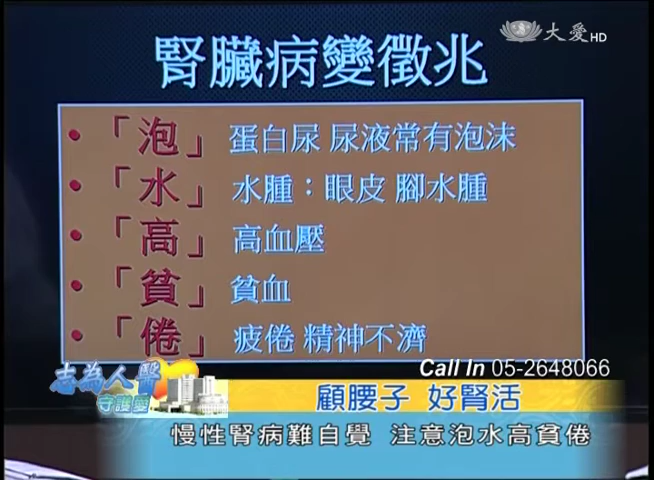 大愛HD
腎臟病變徵兆
•「泡」 蛋白尿 尿液常有泡沫
•「水」 水腫：眼皮 腳水腫
•「高」 高血壓
•「貧」 貧血
•「倦」 疲倦 精神不濟
Call In 05-2648066
志為人醫
守護愛
顧腰子 好腎活
慢性腎病難自覺 注意泡水高貧倦